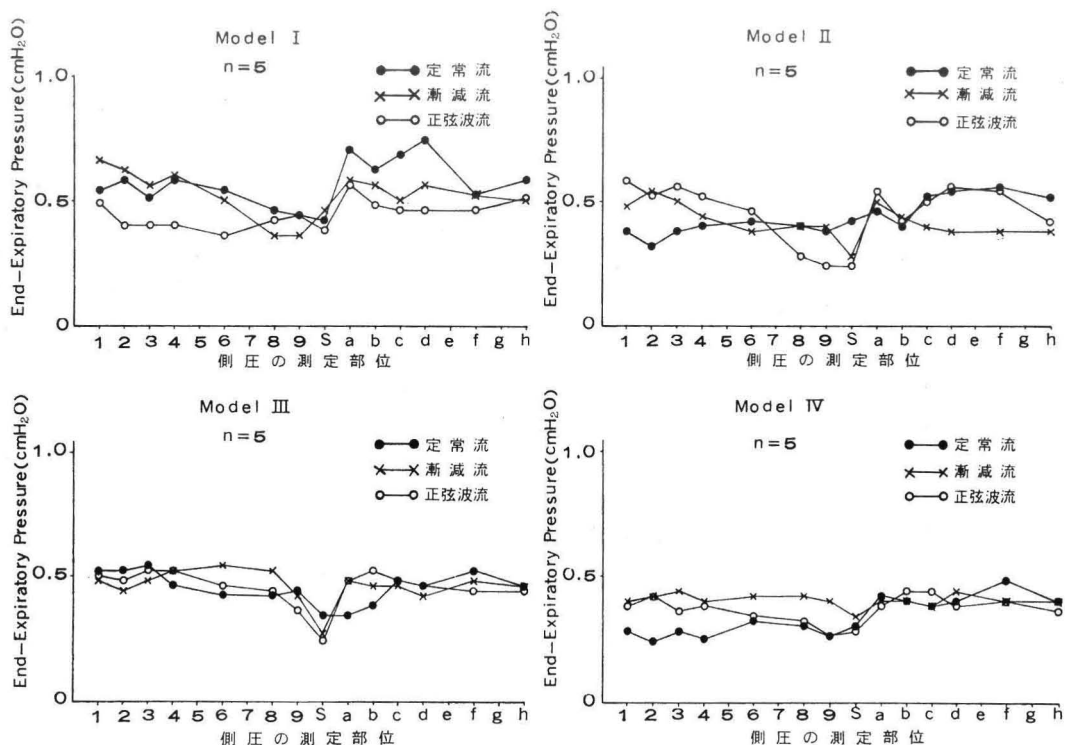 Model Ⅰ
n=5
定常流
漸減流
正弦波流
End-Expiratory Pressure(cmH₂O)
1.0
0.5
0
1 2 3 4 6 7 8 9 S a b c d e f g h
側圧の測定部位
Model Ⅱ
n=5
定常流
漸減流
正弦波流
End-Expiratory Pressure(cmH₂O)
1.0
0.5
0
1 2 3 4 6 7 8 9 S a b c d e f g h
側圧の測定部位
Model Ⅲ
n=5
定常流
漸減流
正弦波流
End-Expiratory Pressure(cmH₂O)
1.0
0.5
0
1 2 3 4 6 7 8 9 S a b c d e f g h
側圧の測定部位
Model Ⅳ
n=5
定常流
漸減流
正弦波流
End-Expiratory Pressure(cmH₂O)
1.0
0.5
0
1 2 3 4 6 7 8 9 S a b c d e f g h
側圧の測定部位